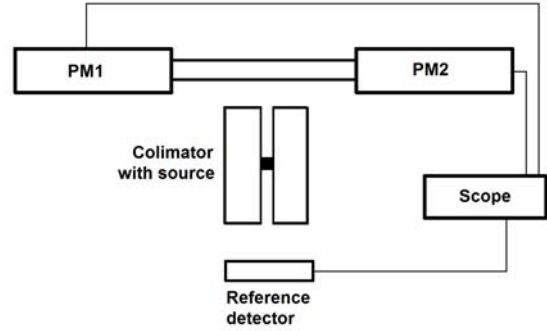 PM1
PM2
Colimator
with source
Scope
Reference
detector